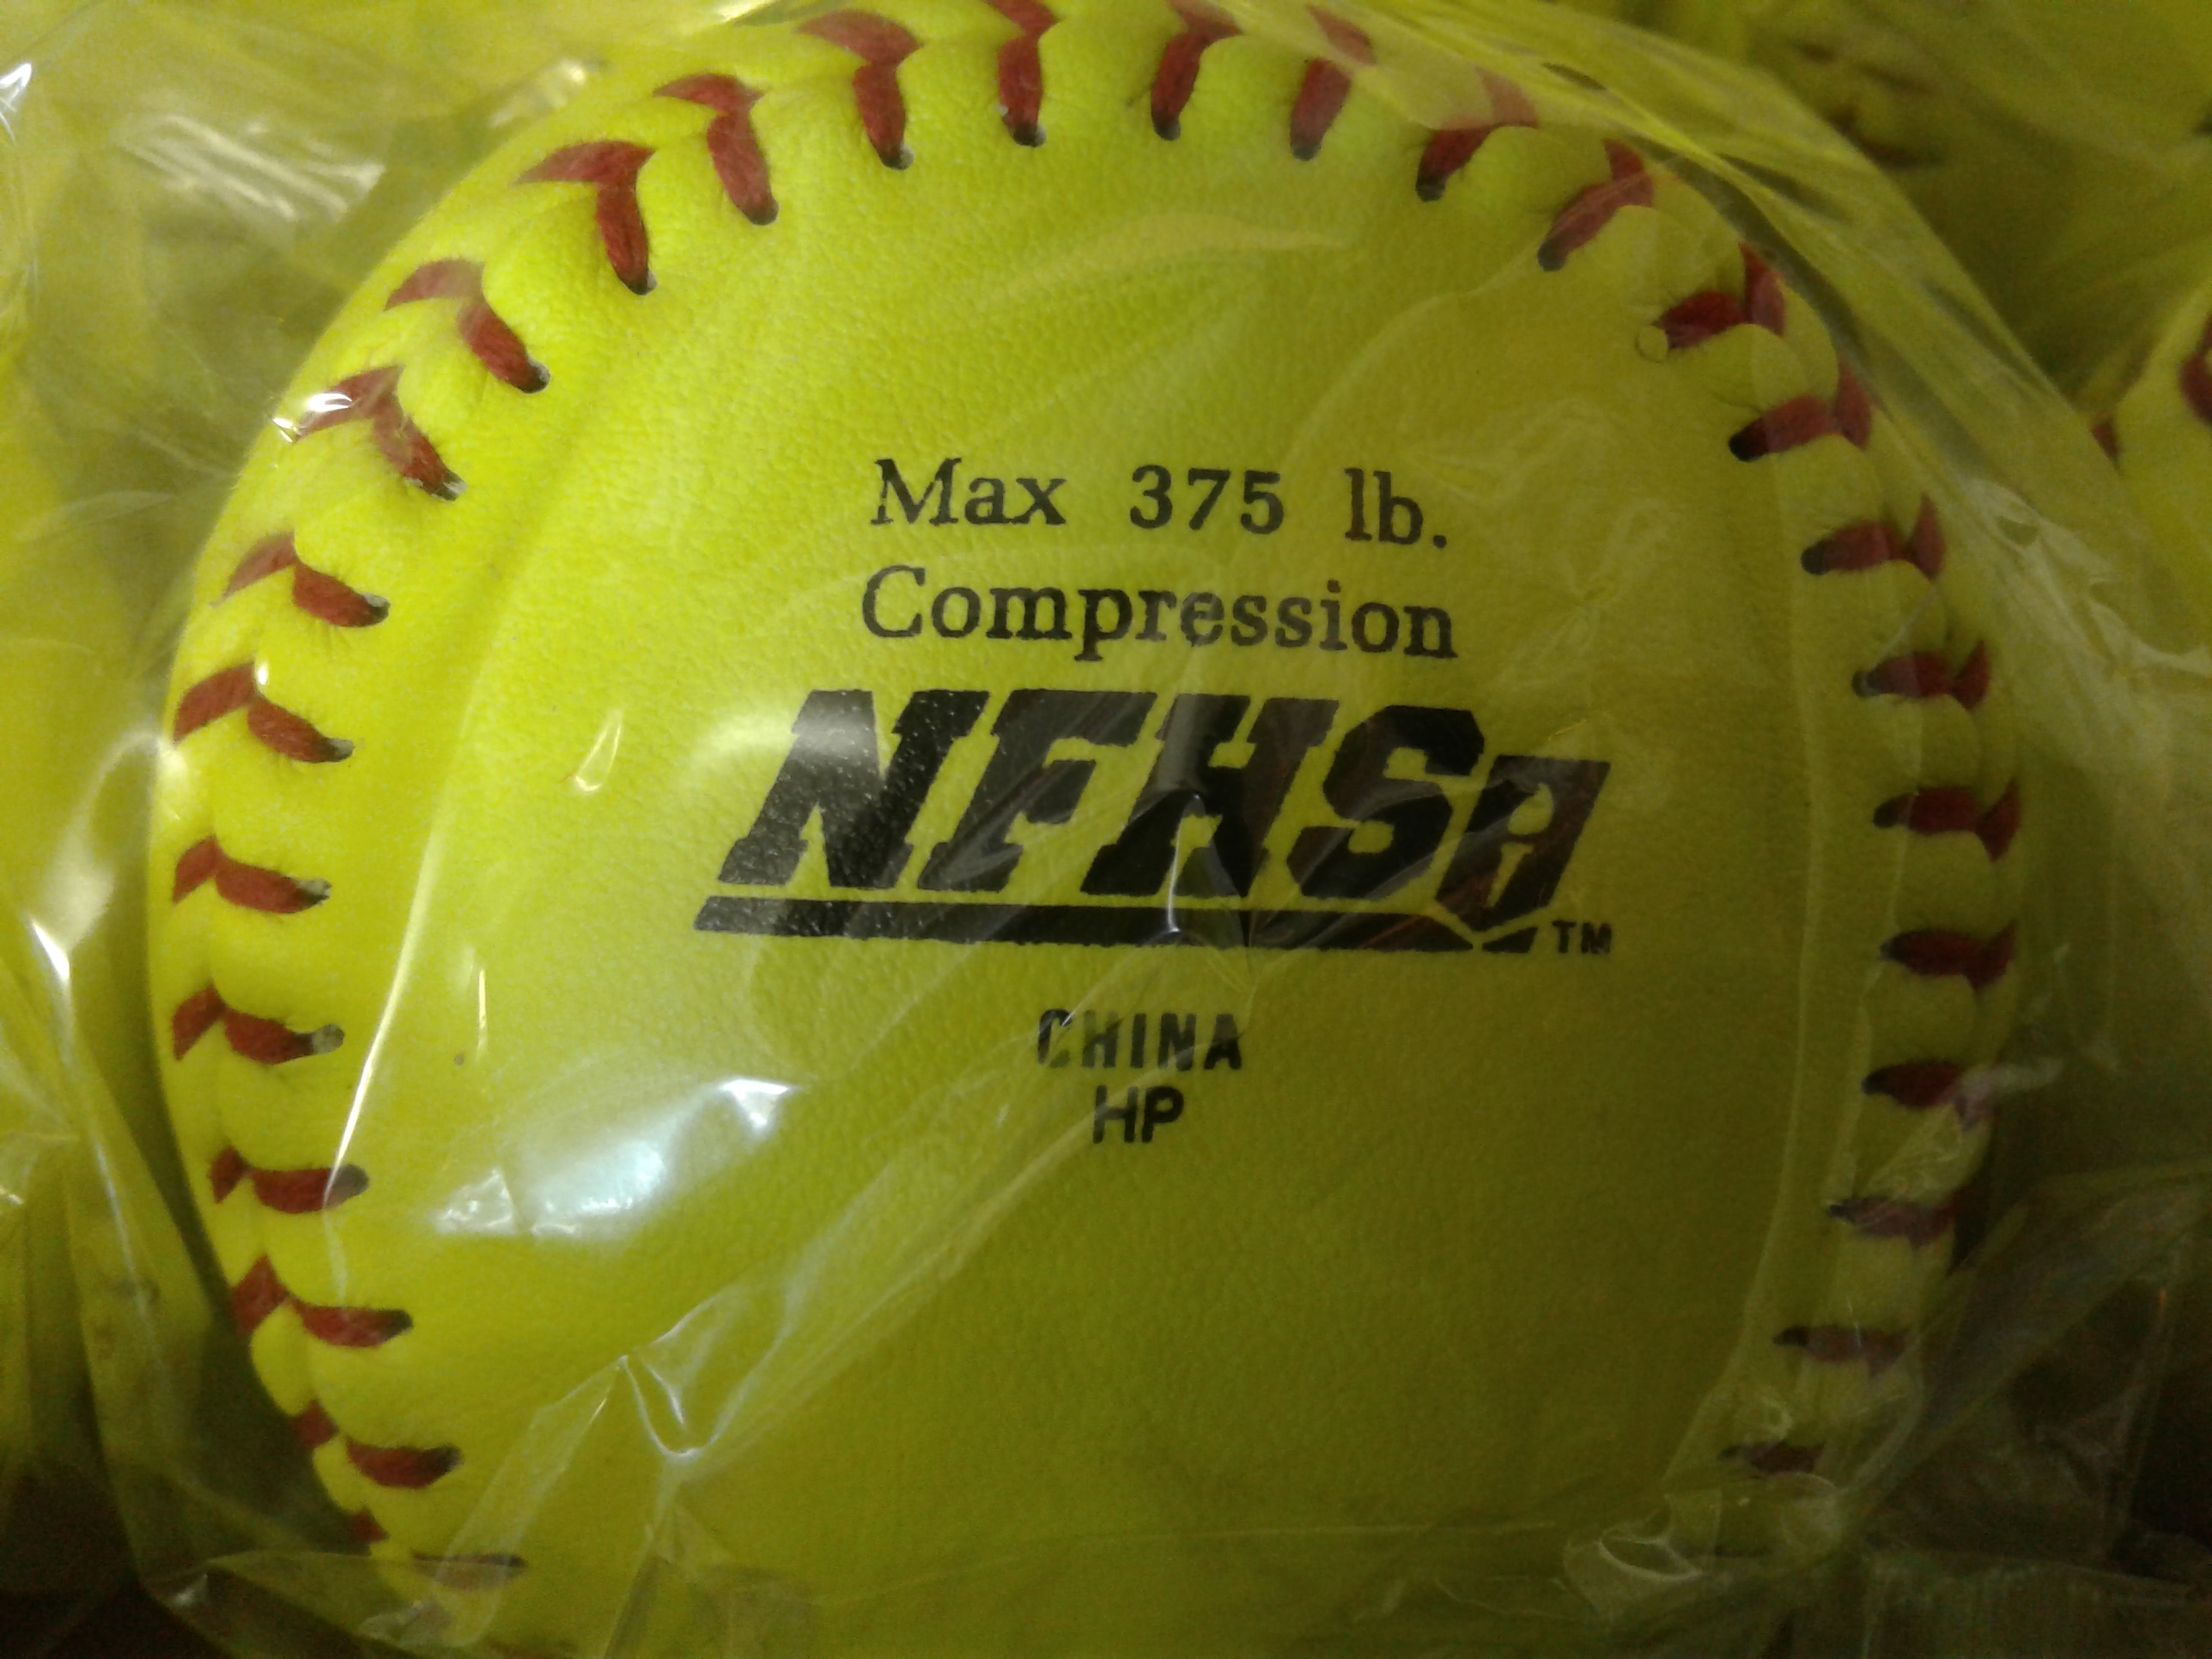 Max 375 lb.
Compression
NFHS
TM
CHINA
HP